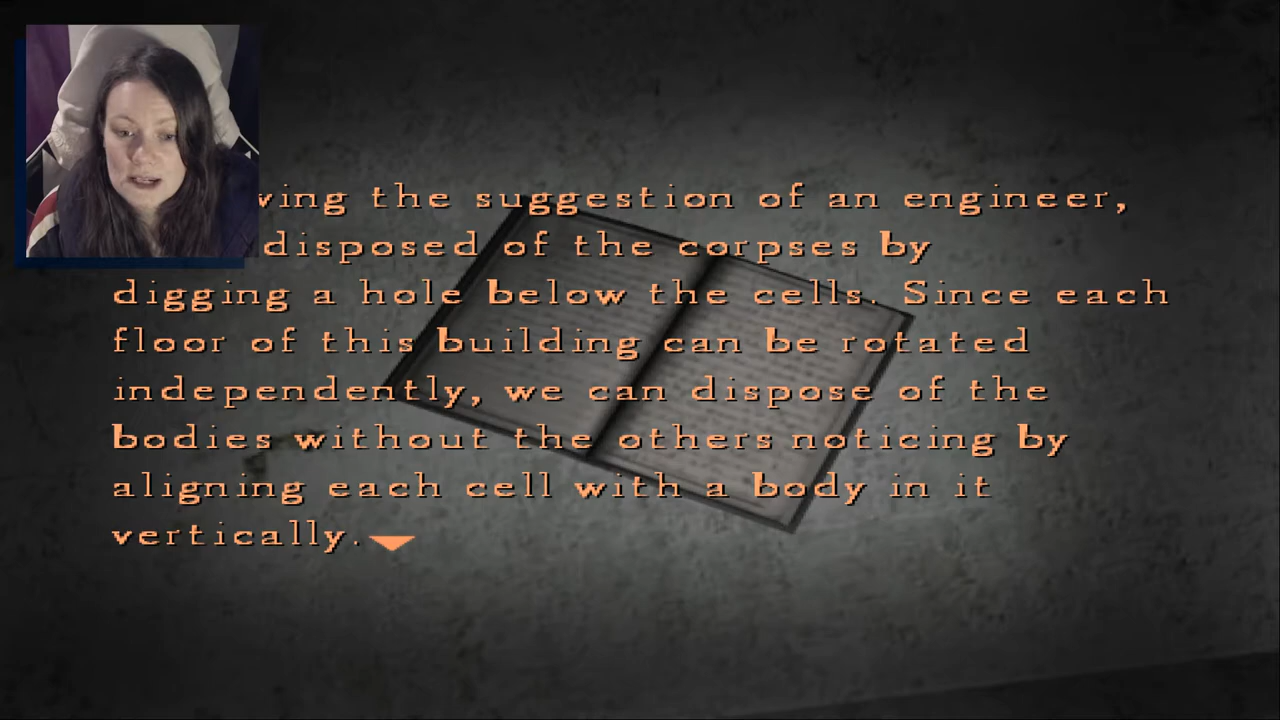 the suggestion of an engineer,
disposed of the corpses by
digging a hole below the cells. Since each
floor of this building can be rotated
independently, we can dispose of the
bodies without the others noticing by
aligning each cell with a body in it
vertically.